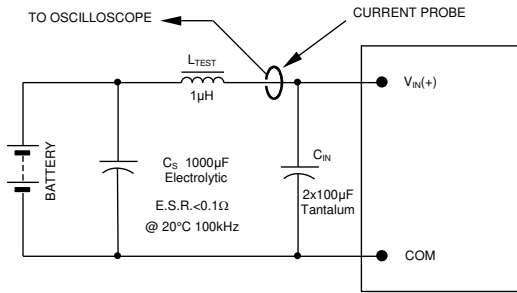 TO OSCILLOSCOPE
CURRENT PROBE
LTEST
1μH
VIN(+)
BATTERY
CS 1000μF
Electrolytic
E.S.R.<0.1Ω
@ 20°C 100kHz
CIN
2x100μF
Tantalum
COM